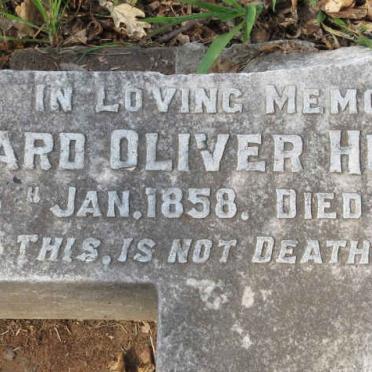 IN LOVING MEMO
ARD OLIVER H
" JAN. 1858. DIED
THIS, IS NOT DEATH